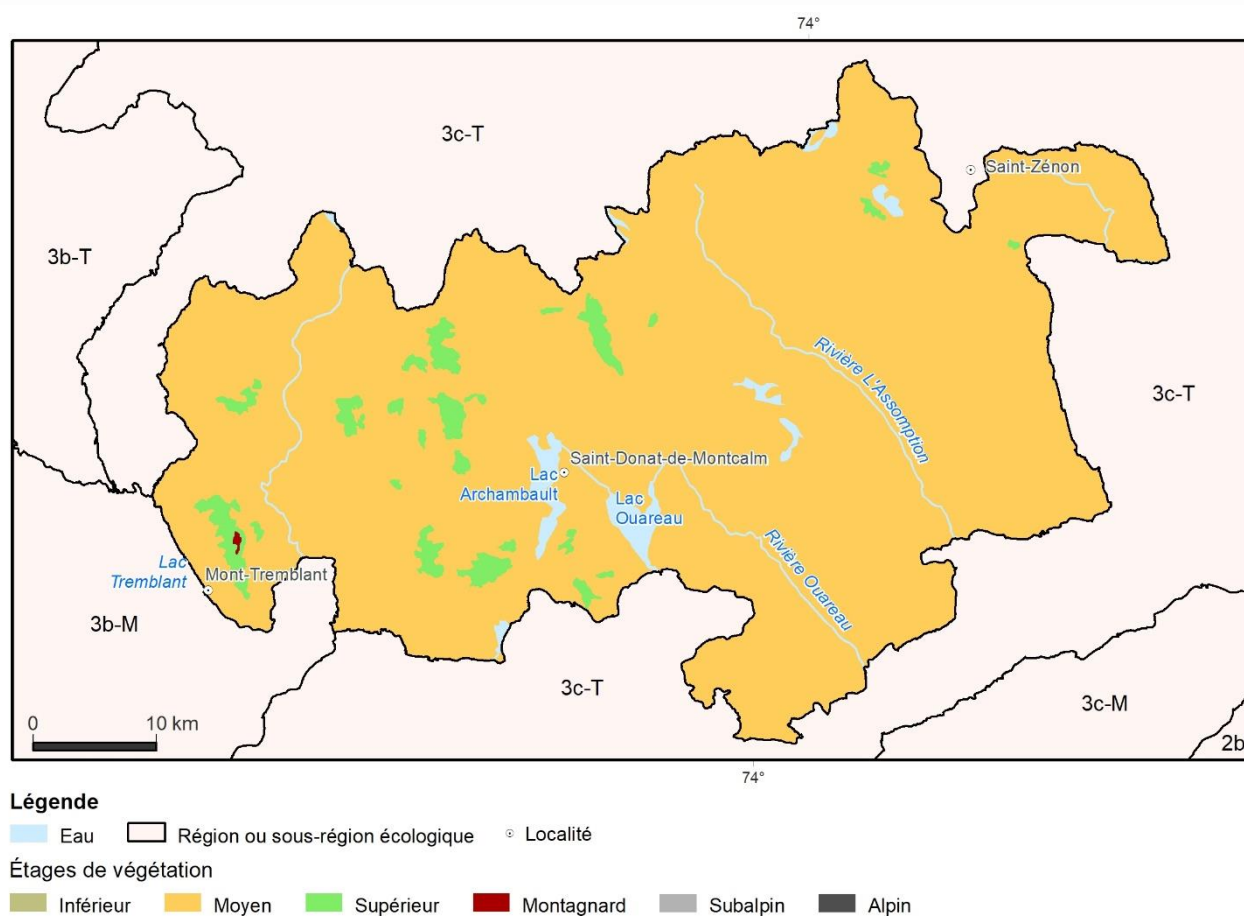 74°
3c-T
Saint-Zénon
3b-T
Rivière L'Assomption
3c-T
Saint-Donat-de-Montcalm
Lac
Archambault
Lac
Ouareau
Lac
Tremblant
Mont-Tremblant
Rivière Ouareau
3b-M
3c-T
3c-M
2b
0 10 km
74°
Légende
Eau Région ou sous-région écologique Localité
Étages de végétation
Inférieur Moyen Supérieur Montagnard Subalpin Alpin